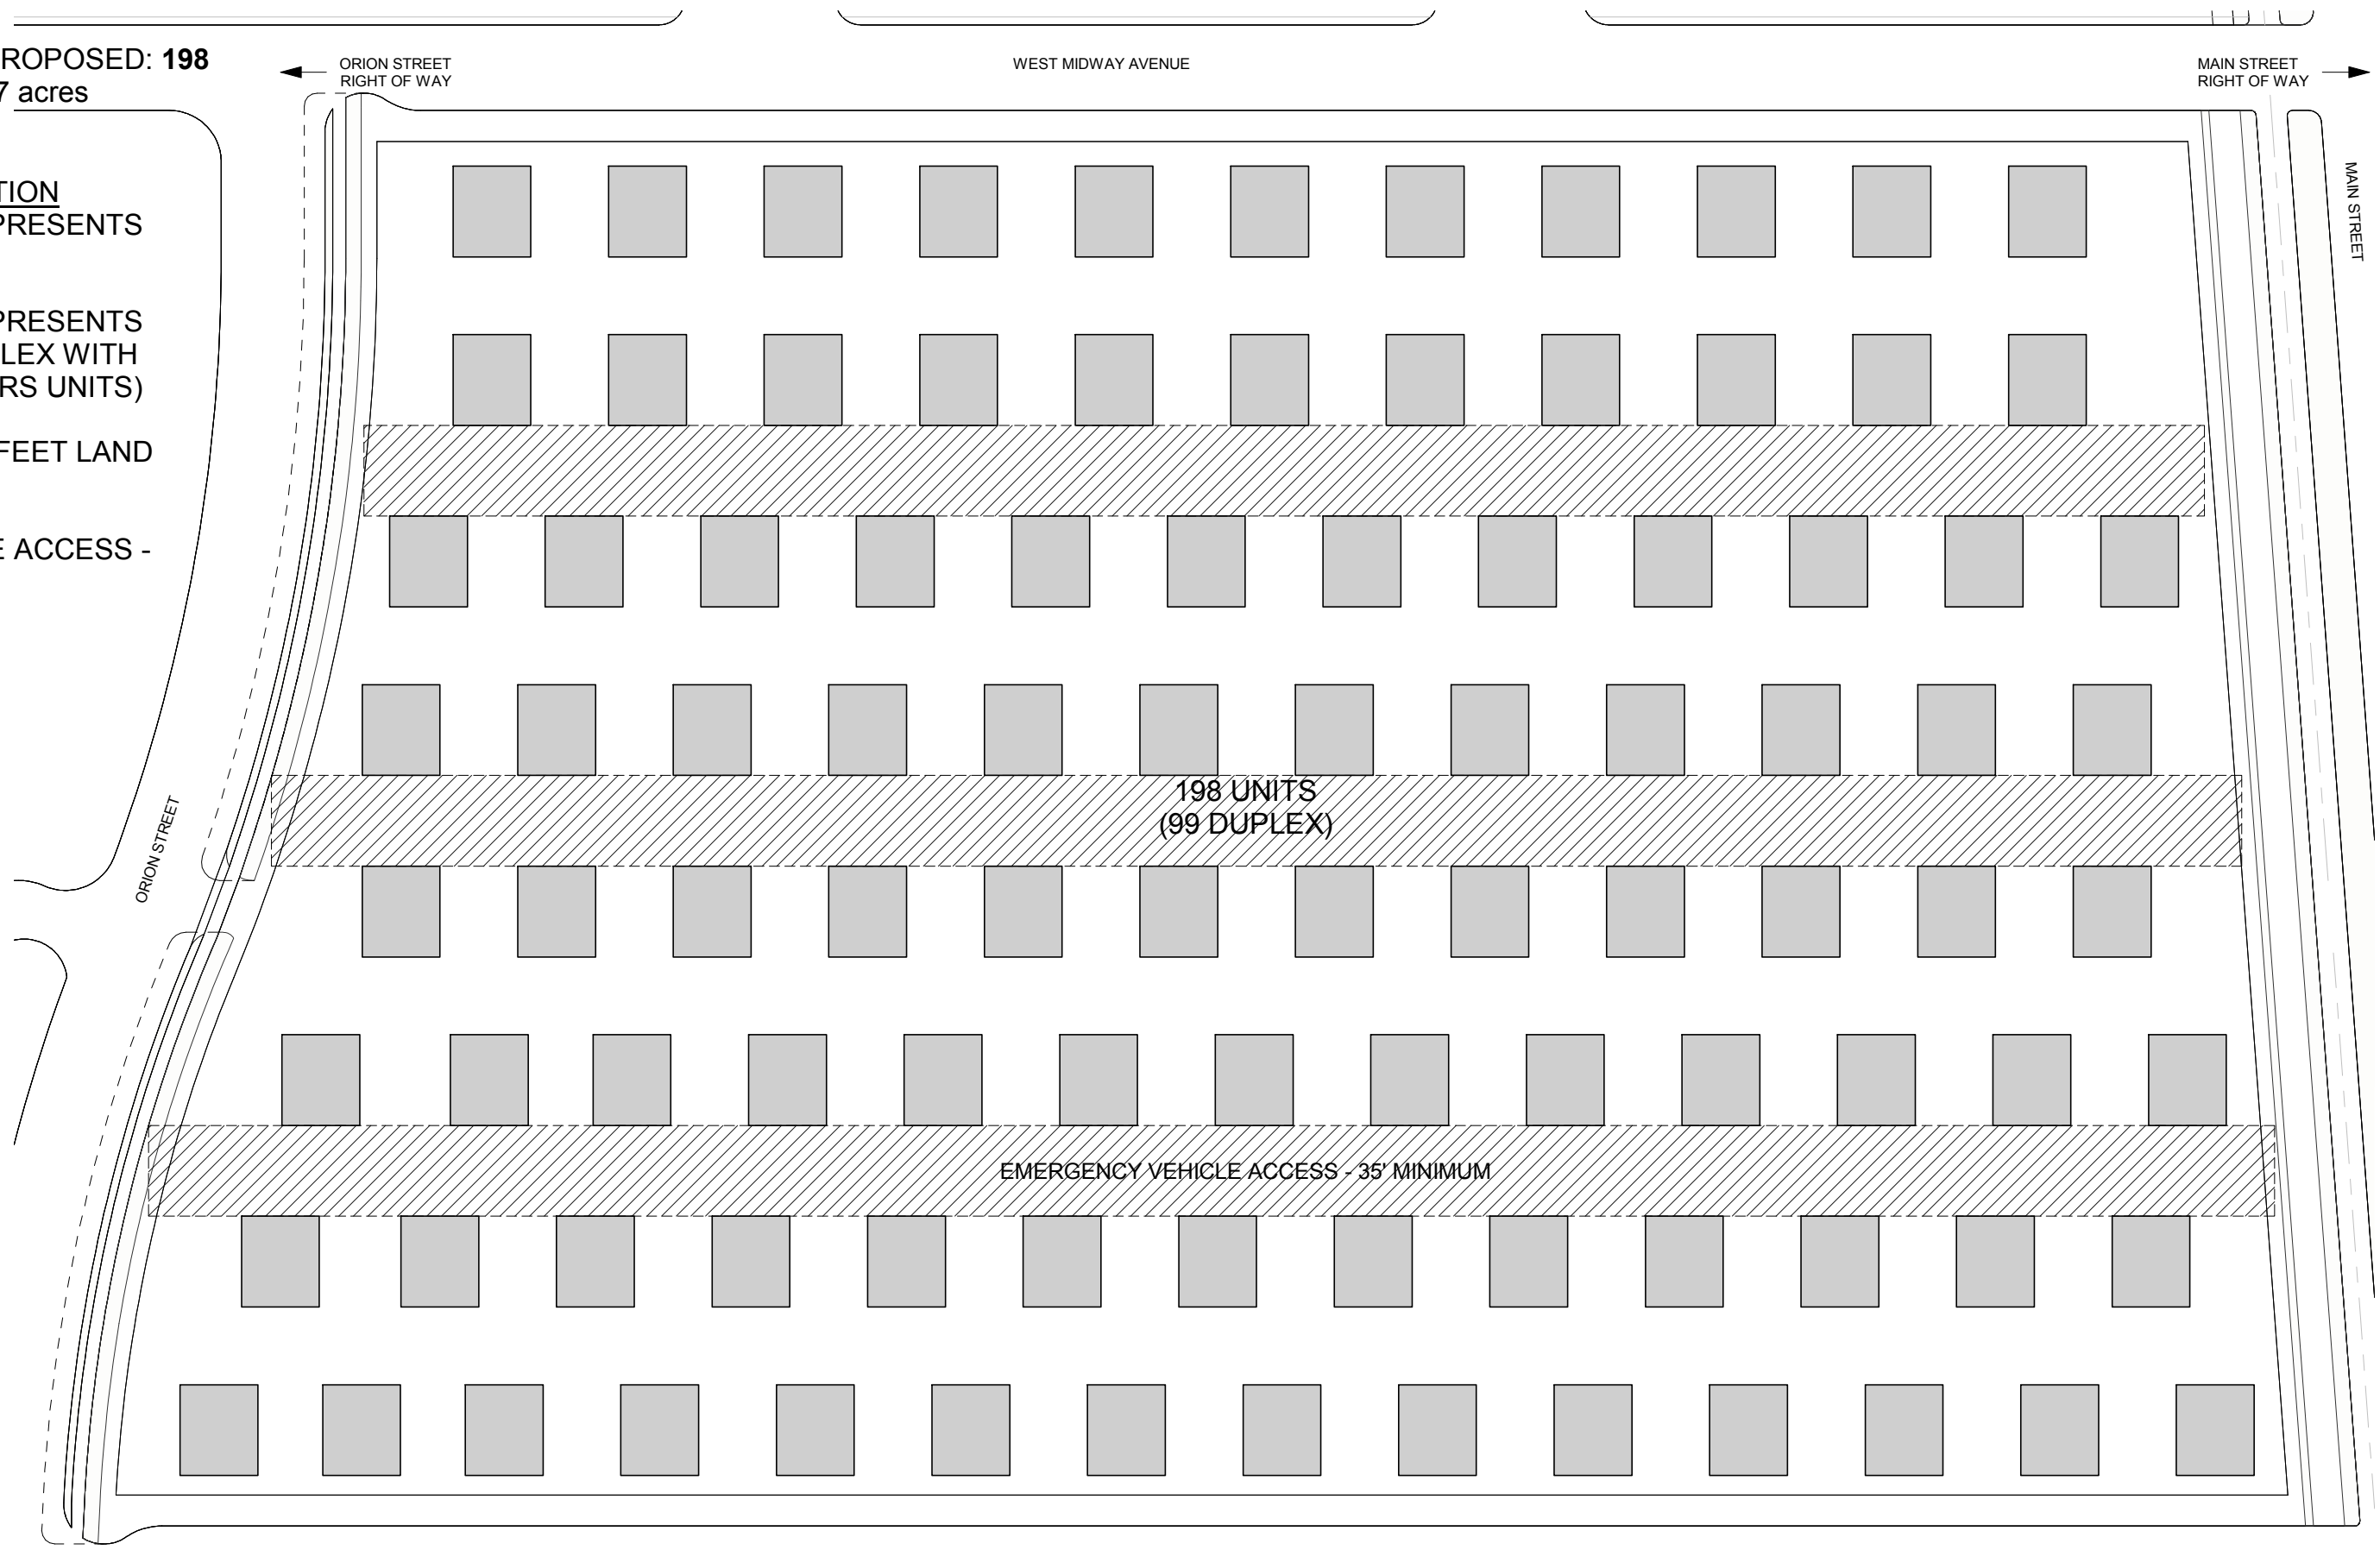 ROPOSED: 198
7 acres
TION
PRESENTS
PRESENTS
LEX WITH
RS UNITS)
FEET LAND
E ACCESS -
ORION STREET
RIGHT OF WAY
WEST MIDWAY AVENUE
MAIN STREET
RIGHT OF WAY
MAIN STREET
198 UNITS
(99 DUPLEX)
ORION STREET
EMERGENCY VEHICLE ACCESS - 35' MINIMUM